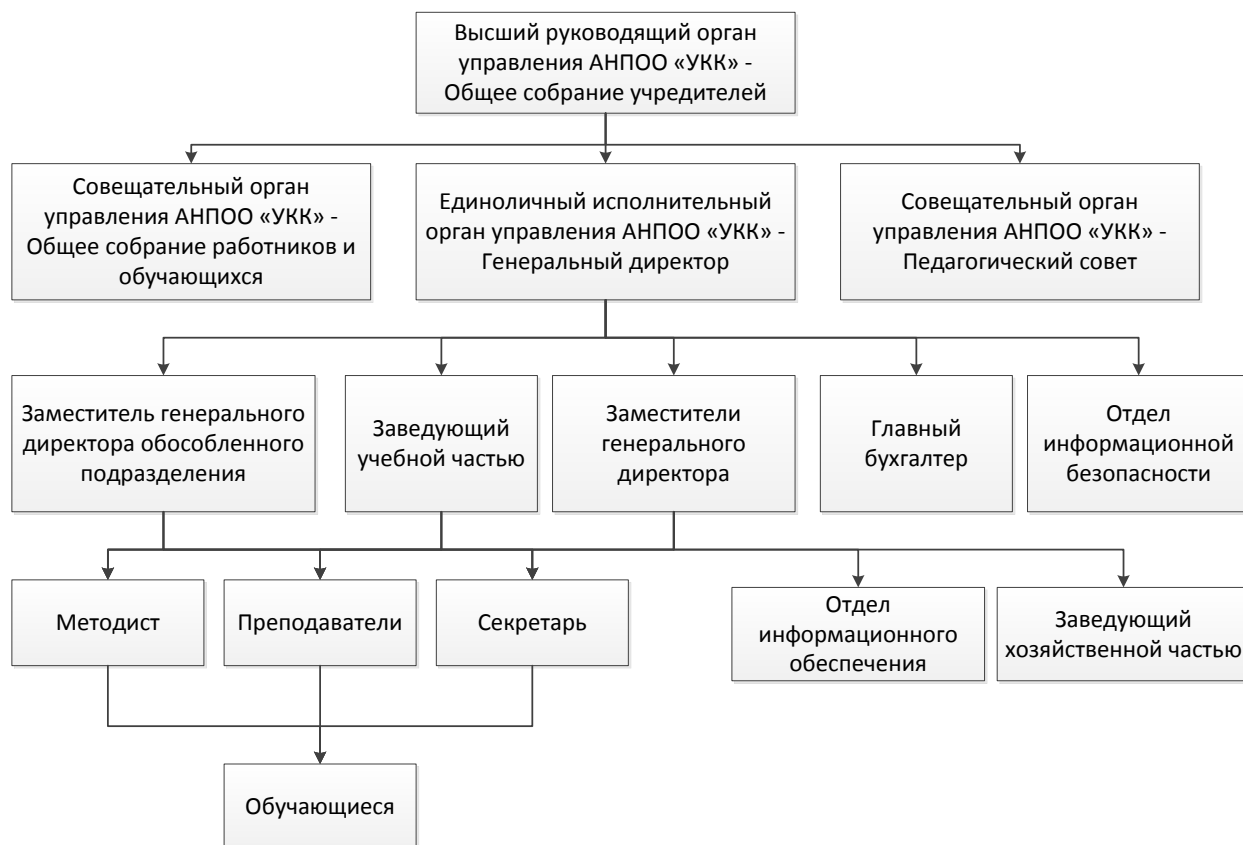 Высший руководящий орган
управления АНПОО «УКК» -
Общее собрание учредителей
Совещательный орган
управления АНПОО «УКК» -
Общее собрание работников и
обучающихся
Единоличный исполнительный
орган управления АНПОО «УКК» -
Генеральный директор
Совещательный орган
управления АНПОО «УКК» -
Педагогический совет
Заместитель генерального
директора обособленного
подразделения
Заведующий
учебной частью
Заместители
генерального
директора
Главный
бухгалтер
Отдел
информационной
безопасности
Методист
Преподаватели
Секретарь
Отдел
информационного
обеспечения
Заведующий
хозяйственной частью
Обучающиеся